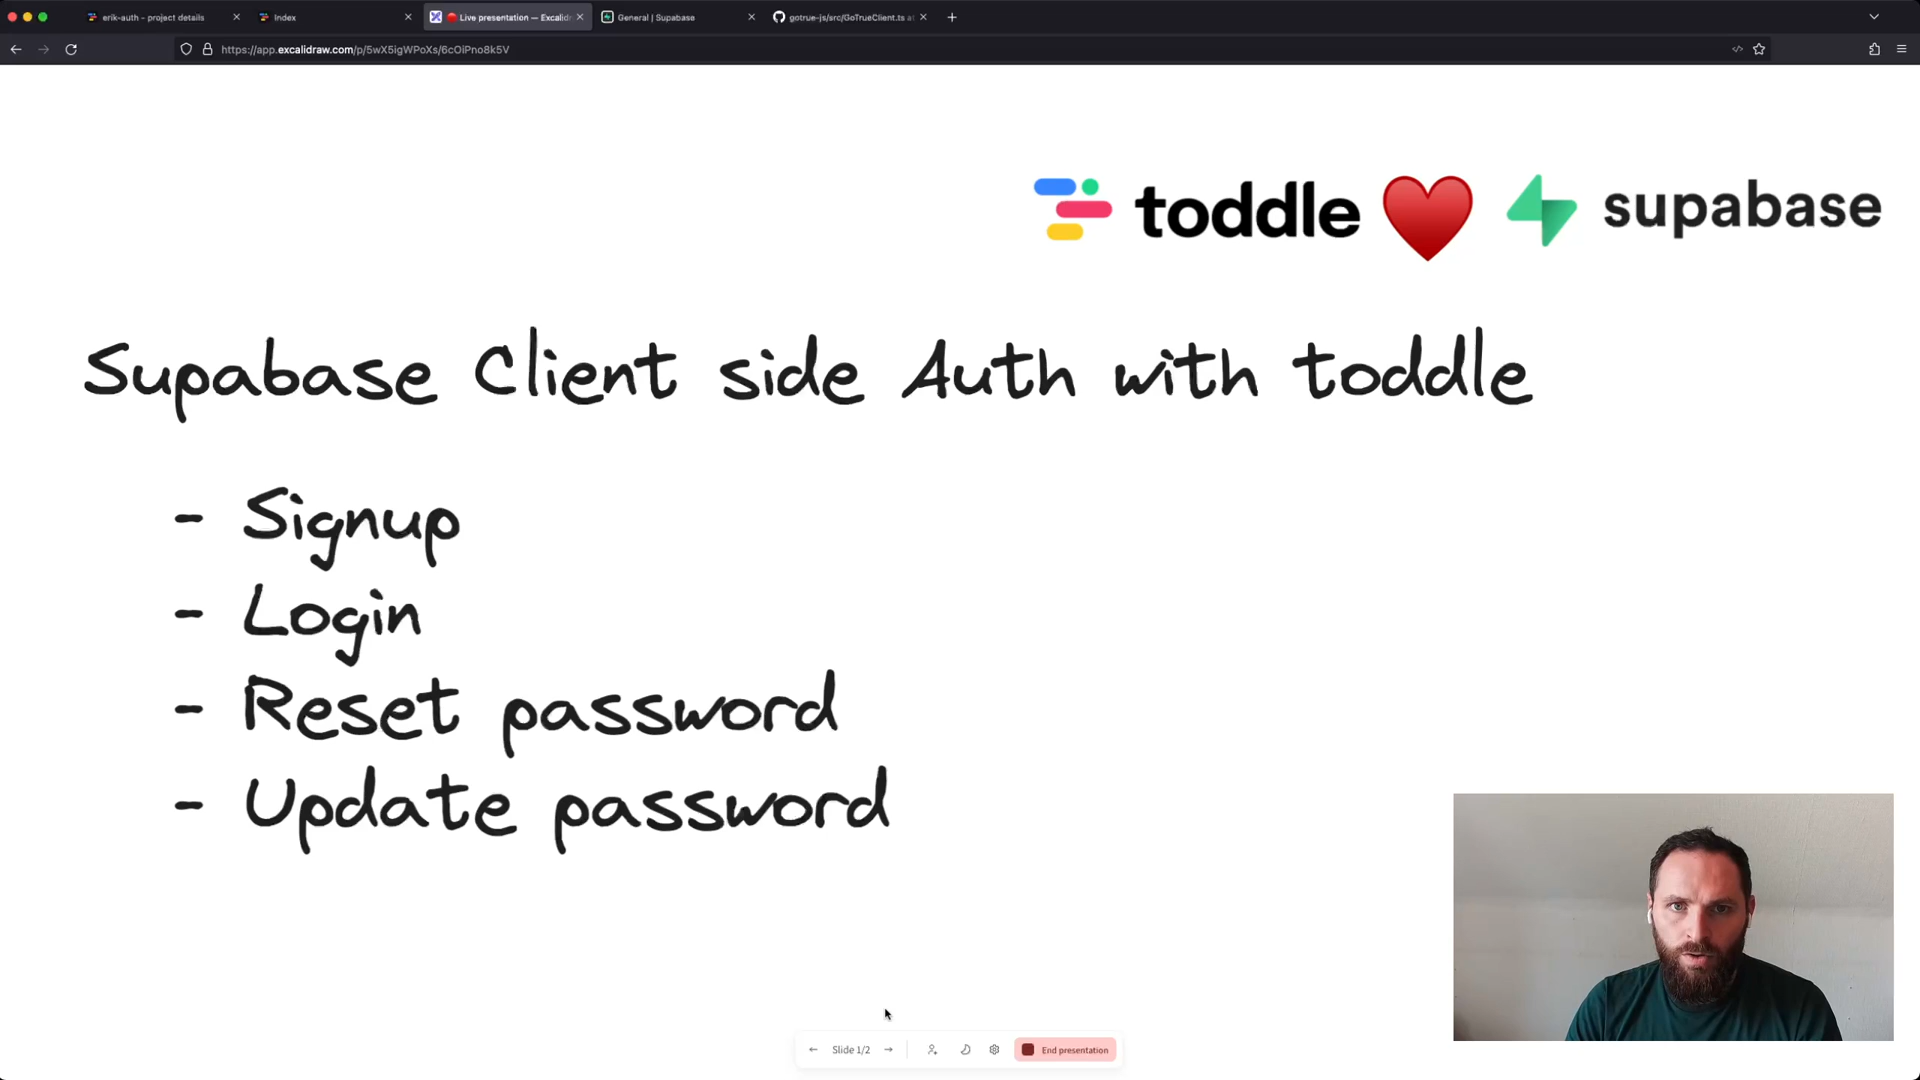 erik-auth - project details
Index
Live presentation — Excalidr
General | Supabase
gotrue-js/src/GoTrueClient.ts at
https://app.excalidraw.com/p/5wX5igWPoXs/6cOiPno8k5V
toddle
supabase
Supabase Client side Auth with toddle
- Signup
- Login
- Reset password
- Update password
Slide 1/2
End presentation